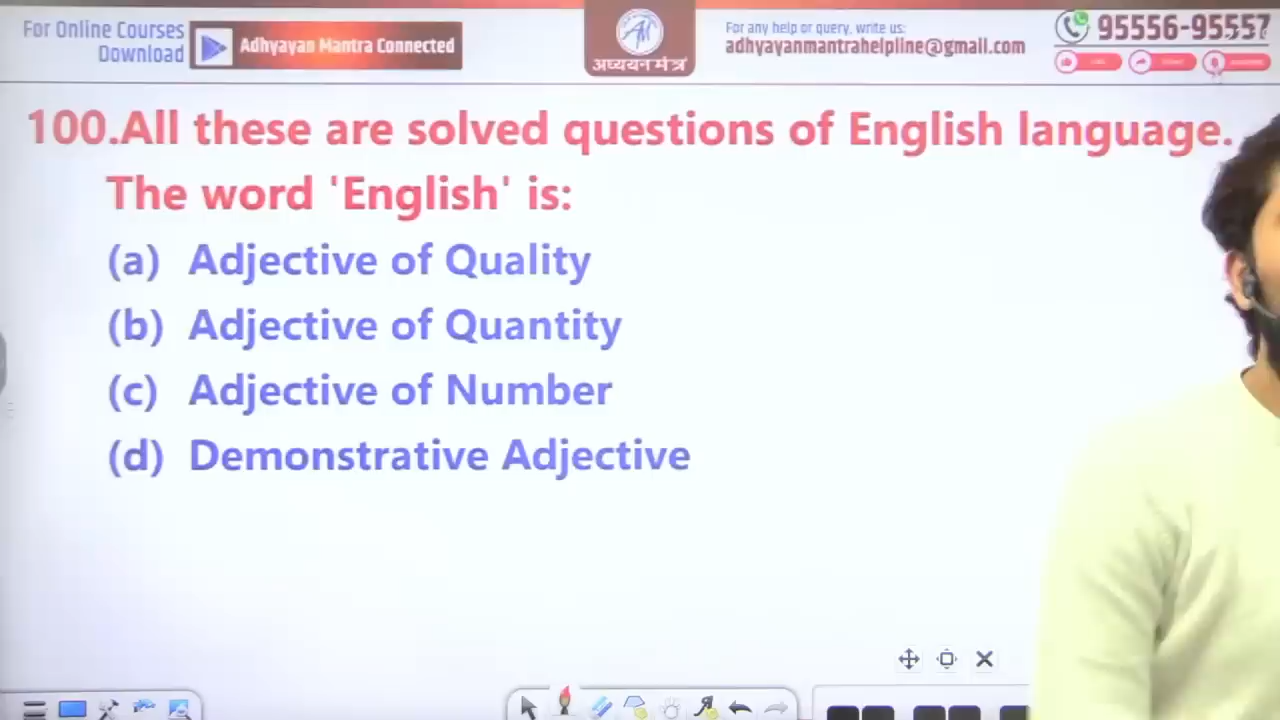 For Online Courses
Download
Adhyayan Mantra Connected
अध्ययन मंत्र
For any help or query, write us:
adhyayanmantrahelpline@gmail.com
95556-95557
100.All these are solved questions of English language.
The word 'English' is:
(a) Adjective of Quality
(b) Adjective of Quantity
(c) Adjective of Number
(d) Demonstrative Adjective